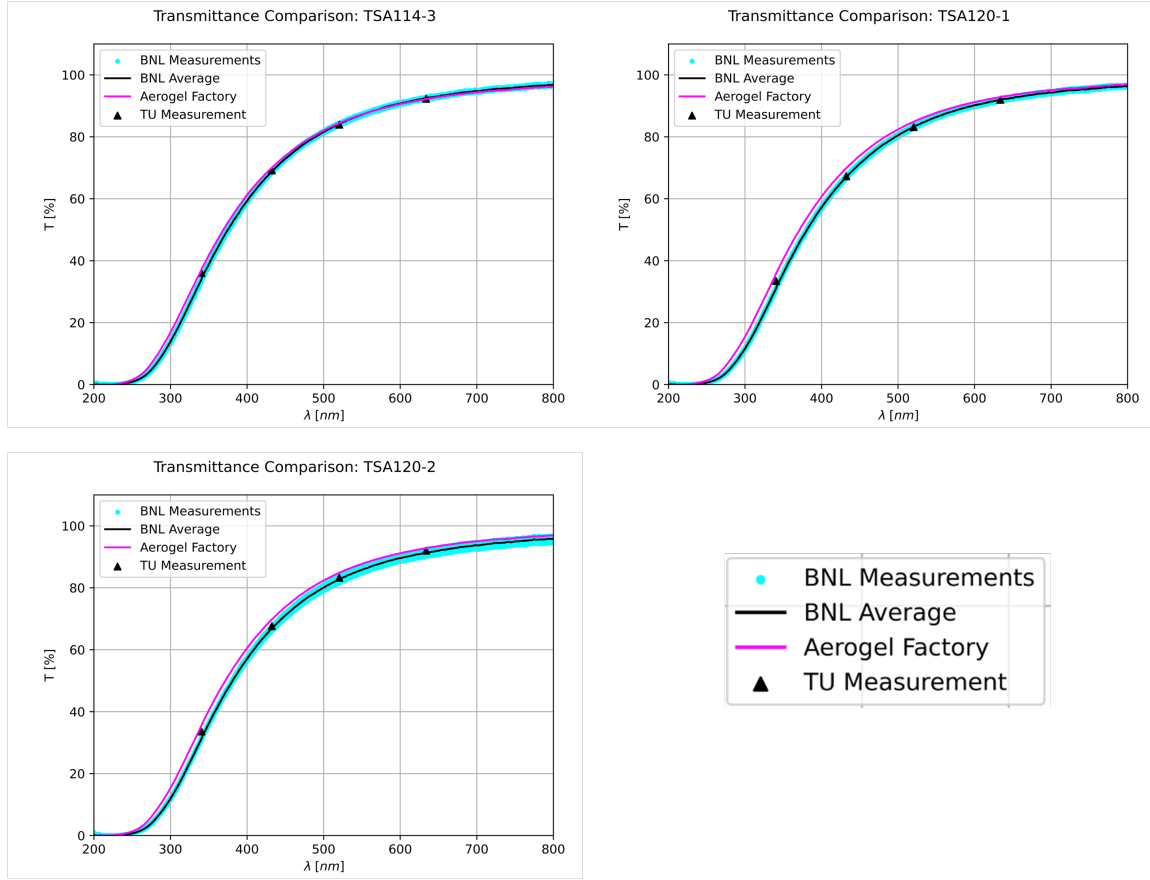 Transmittance Comparison: TSA114-3
BNL Measurements
BNL Average
Aerogel Factory
TU Measurement
100
80
60
40
20
0
T [%]
200 300 400 500 600 700 800
λ [nm]
Transmittance Comparison: TSA120-1
BNL Measurements
BNL Average
Aerogel Factory
TU Measurement
100
80
60
40
20
0
T [%]
200 300 400 500 600 700 800
λ [nm]
Transmittance Comparison: TSA120-2
BNL Measurements
BNL Average
Aerogel Factory
TU Measurement
100
80
60
40
20
0
T [%]
200 300 400 500 600 700 800
λ [nm]
BNL Measurements
BNL Average
Aerogel Factory
TU Measurement